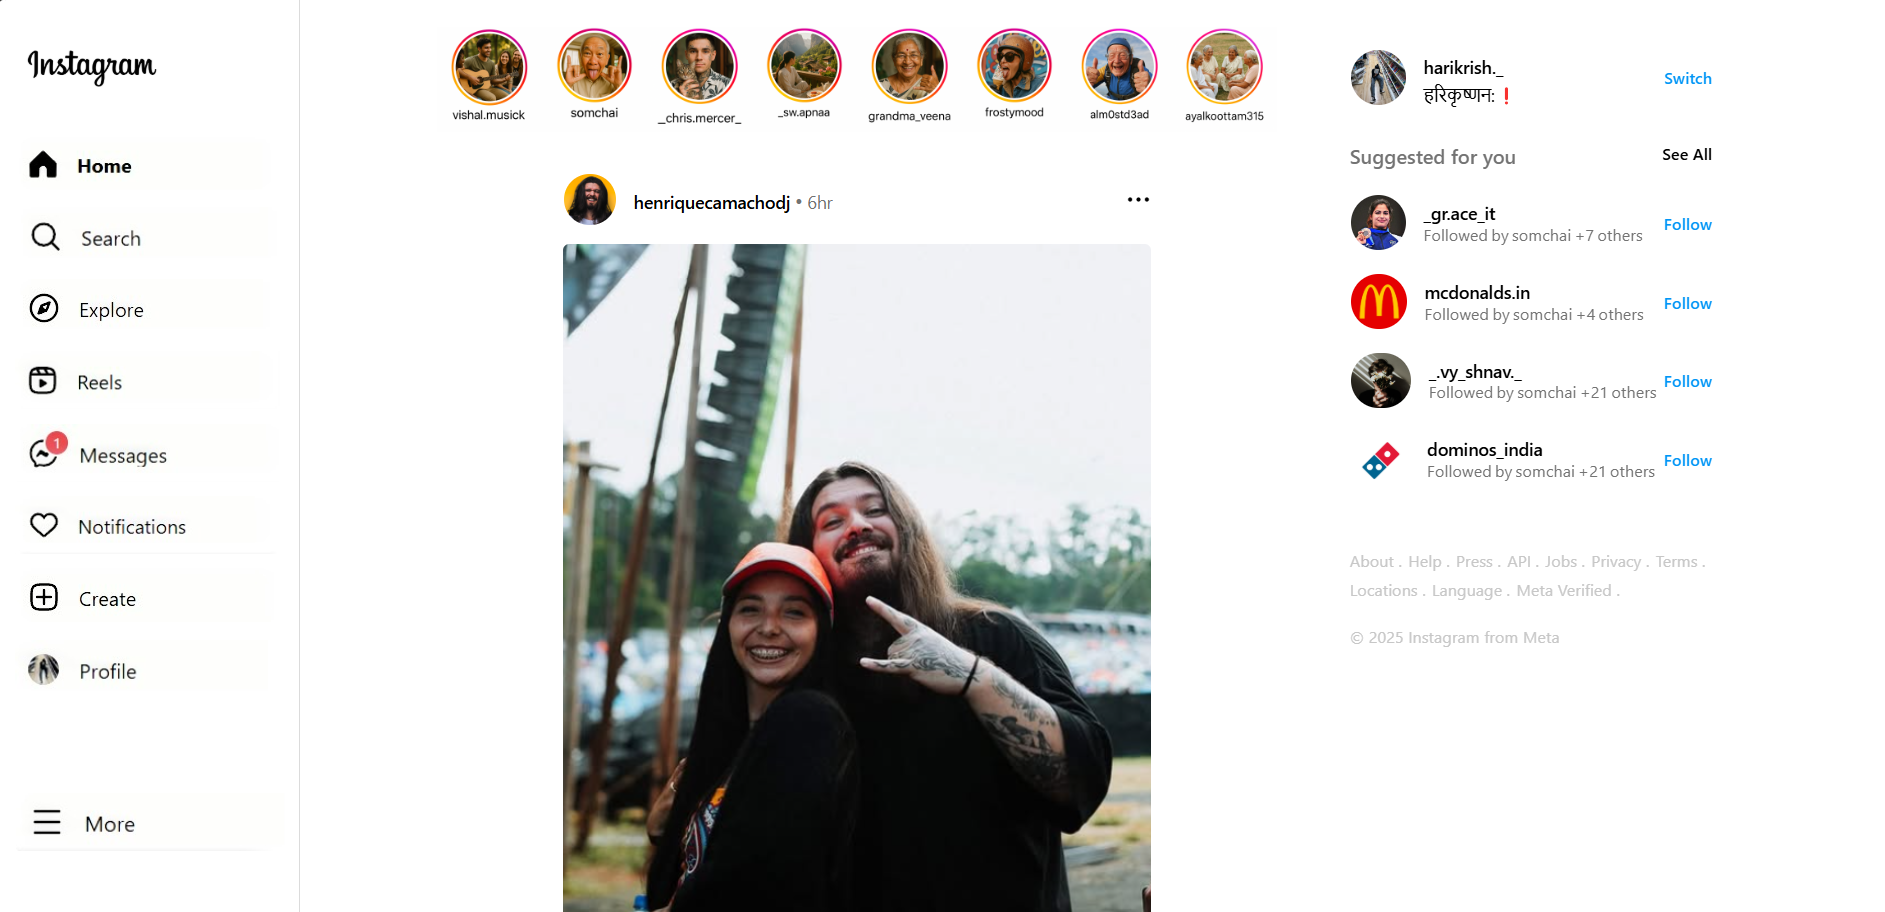 Instagram
Home
Search
Explore
Reels
1
Messages
Notifications
Create
Profile
More
vishal.musick
somchai
_chris.mercer_
_sw.apnaa
grandma_veena
frostymood
alm0std3ad
ayalkoottam315
henriquecamachodj • 6hr
harikrish._
हरिकृष्णन:❗
Switch
Suggested for you
See All
_gr.ace_it
Followed by somchai +7 others
Follow
mcdonalds.in
Followed by somchai +4 others
Follow
_.vy_shnav._
Followed by somchai +21 others
Follow
dominos_india
Followed by somchai +21 others
Follow
About . Help . Press . API . Jobs . Privacy . Terms .
Locations . Language . Meta Verified .
© 2025 Instagram from Meta